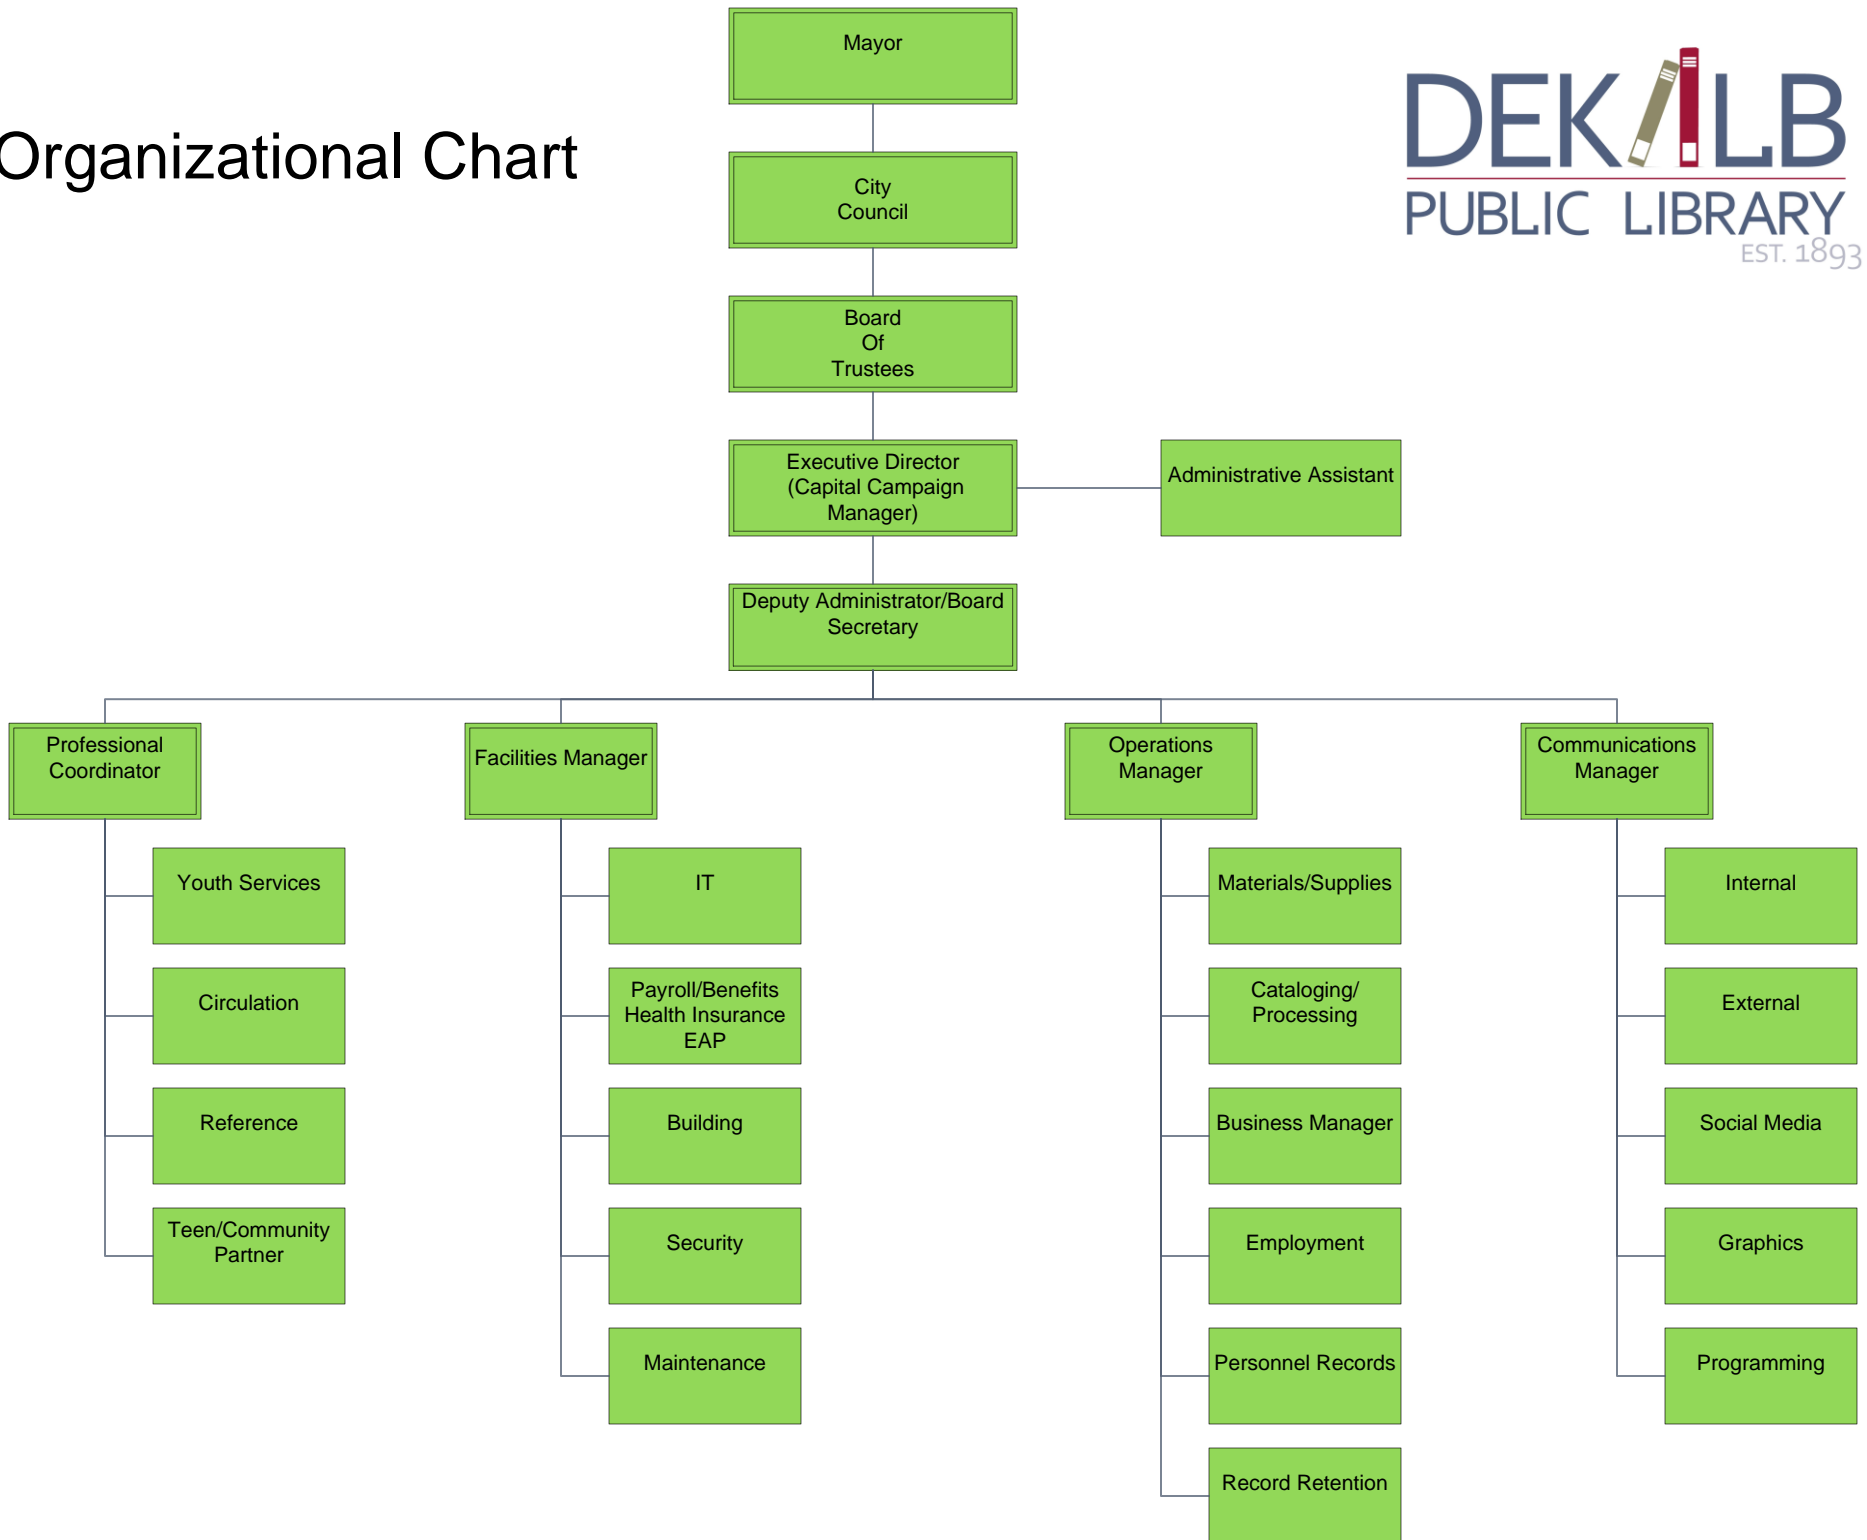 Mayor
Organizational Chart
DEKALB
PUBLIC LIBRARY
EST. 1893
City
Council
Board
Of
Trustees
Executive Director
(Capital Campaign
Manager)
Administrative Assistant
Deputy Administrator/Board
Secretary
Professional
Coordinator
Facilities Manager
Operations
Manager
Communications
Manager
Youth Services
Circulation
Reference
Teen/Community
Partner
IT
Payroll/Benefits
Health Insurance
EAP
Building
Security
Maintenance
Materials/Supplies
Cataloging/
Processing
Business Manager
Employment
Personnel Records
Record Retention
Internal
External
Social Media
Graphics
Programming